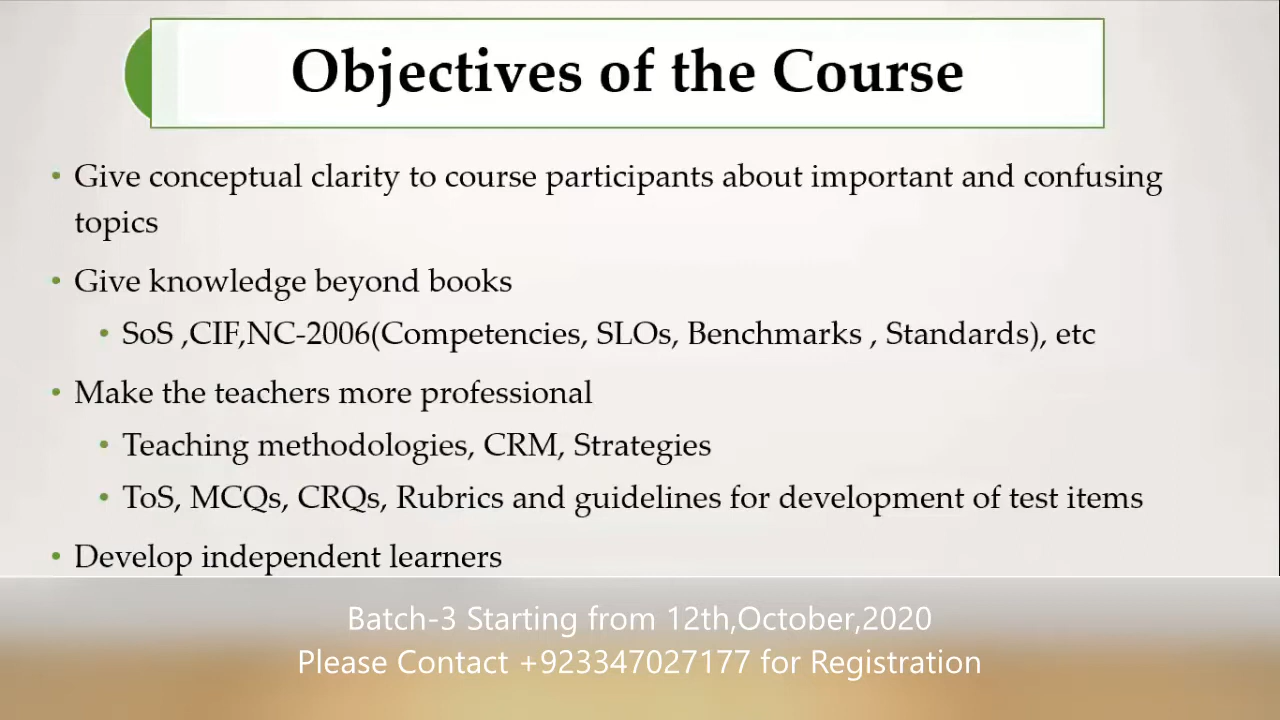 Objectives of the Course
• Give conceptual clarity to course participants about important and confusing
topics
• Give knowledge beyond books
• SoS ,CIF,NC-2006(Competencies, SLOs, Benchmarks , Standards), etc
• Make the teachers more professional
• Teaching methodologies, CRM, Strategies
• ToS, MCQs, CRQs, Rubrics and guidelines for development of test items
• Develop independent learners
Batch-3 Starting from 12th,October,2020
Please Contact +923347027177 for Registration